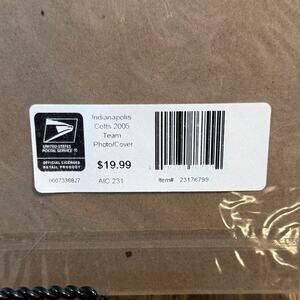 Indianapolis
Colts 2005
Team
Photo/Cover
$19.99
UNITED STATES
POSTAL SERVICE ®
OFFICIAL LICENSED
RETAIL PRODUCT
0007338827
AIC 231
Item# 23176799